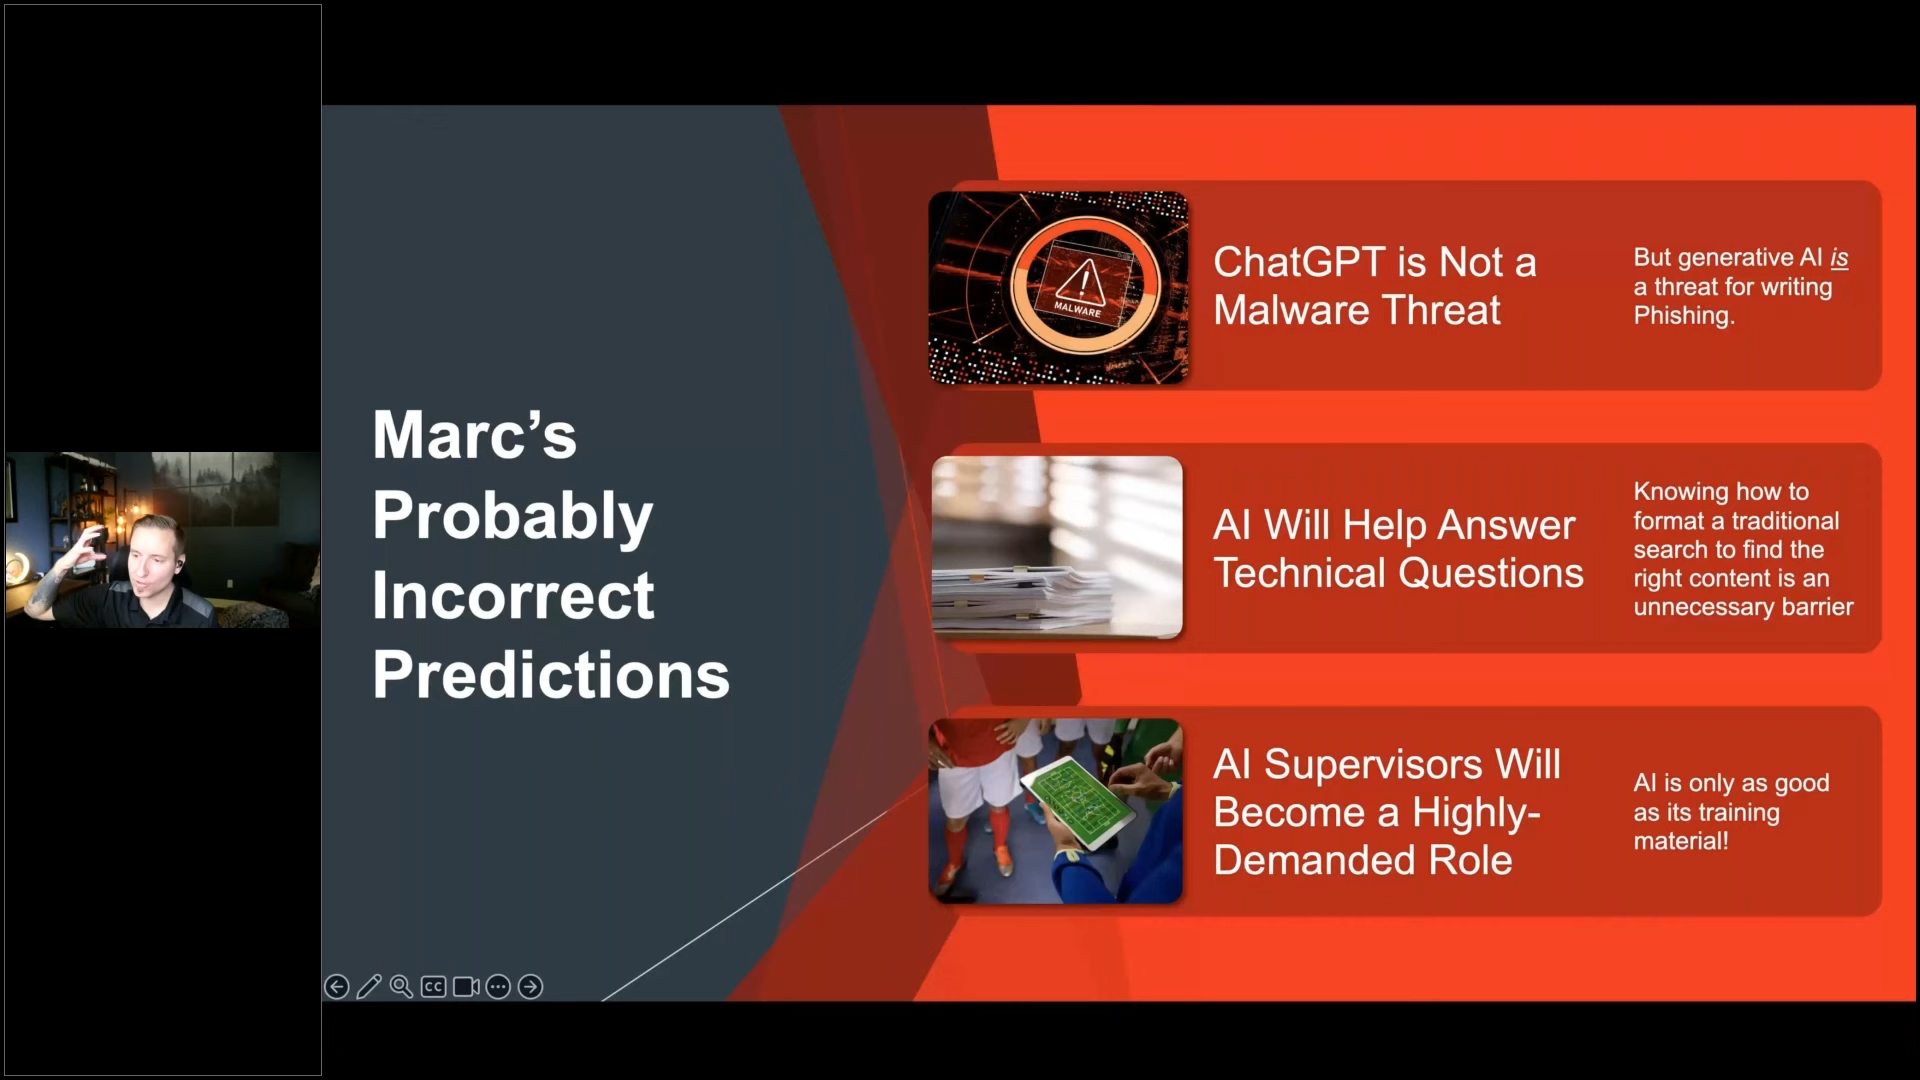 Marc’s
Probably
Incorrect
Predictions
MALWARE
ChatGPT is Not a
Malware Threat
But generative AI is
a threat for writing
Phishing.
AI Will Help Answer
Technical Questions
Knowing how to
format a traditional
search to find the
right content is an
unnecessary barrier
AI Supervisors Will
Become a Highly-
Demanded Role
AI is only as good
as its training
material!
CC